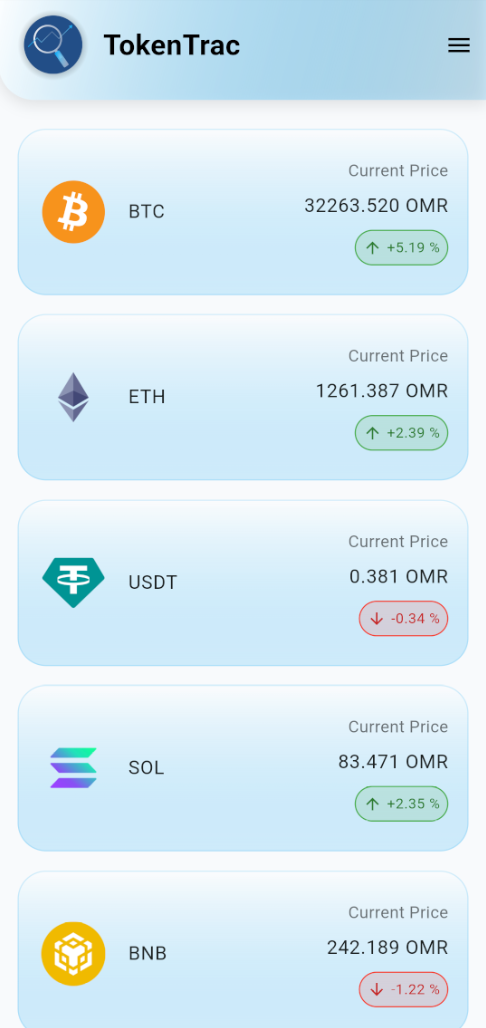 TokenTrac
Current Price
BTC
32263.520 OMR
+5.19 %
Current Price
ETH
1261.387 OMR
+2.39 %
Current Price
USDT
0.381 OMR
-0.34 %
Current Price
SOL
83.471 OMR
+2.35 %
Current Price
BNB
242.189 OMR
-1.22 %